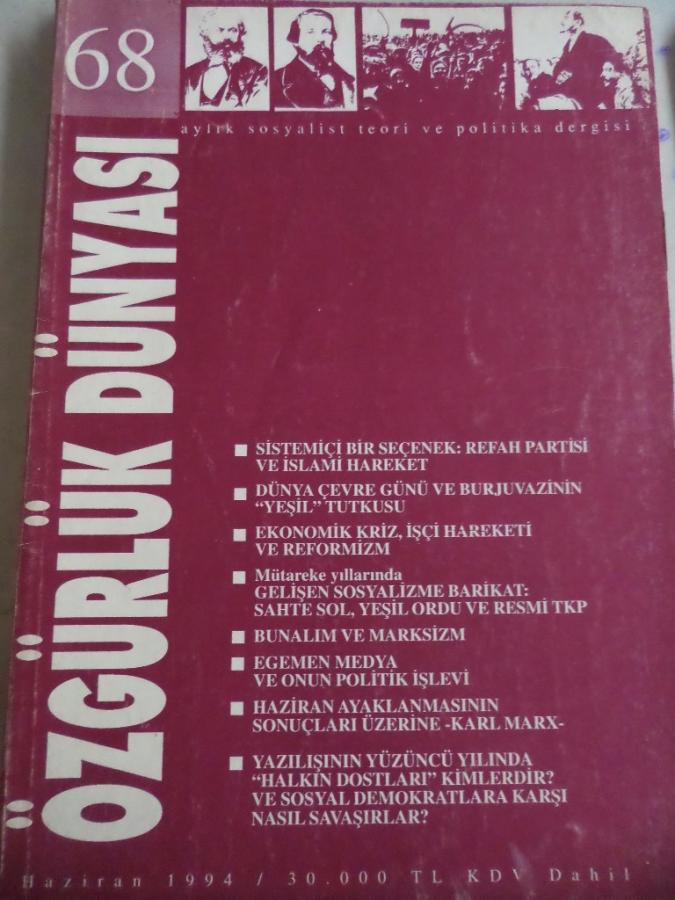 68
aylık sosyalist teori ve politika dergisi
ÖZGÜRLÜK DÜNYASI
SİSTEMİÇİ BİR SEÇENEK: REFAH PARTİSİ
VE İSLAMİ HAREKET
DÜNYA ÇEVRE GÜNÜ VE BURJUVAZİNİN
“YEŞİL” TUTKUSU
EKONOMİK KRİZ, İŞÇİ HAREKETİ
VE REFORMİZM
Mütareke yıllarında
GELİŞEN SOSYALİZME BARİKAT:
SAHTE SOL, YEŞİL ORDU VE RESMİ TKP
BUNALIM VE MARKSİZM
EGEMEN MEDYA
VE ONUN POLİTİK İŞLEVİ
HAZİRAN AYAKLANMASININ
SONUÇLARI ÜZERİNE -KARL MARX-
YAZILIŞININ YÜZÜNCÜ YILINDA
“HALKIN DOSTLARI” KİMLERDİR?
VE SOSYAL DEMOKRATLARA KARŞI
NASIL SAVAŞIRLAR?
Haziran 1994 / 30.000 TL KDV Dahil